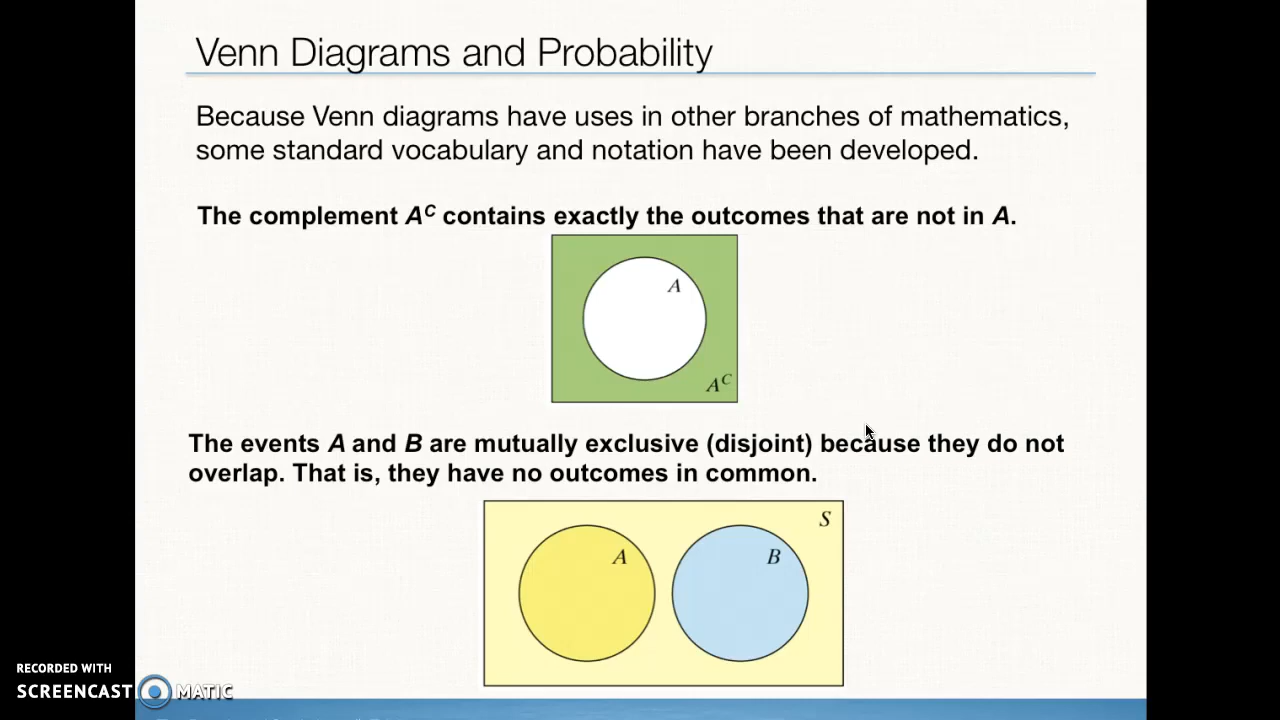 Venn Diagrams and Probability
Because Venn diagrams have uses in other branches of mathematics,
some standard vocabulary and notation have been developed.
The complement Aᶜ contains exactly the outcomes that are not in A.
A
Aᶜ
The events A and B are mutually exclusive (disjoint) because they do not
overlap. That is, they have no outcomes in common.
S
A
B
RECORDED WITH
SCREENCAST MATIC